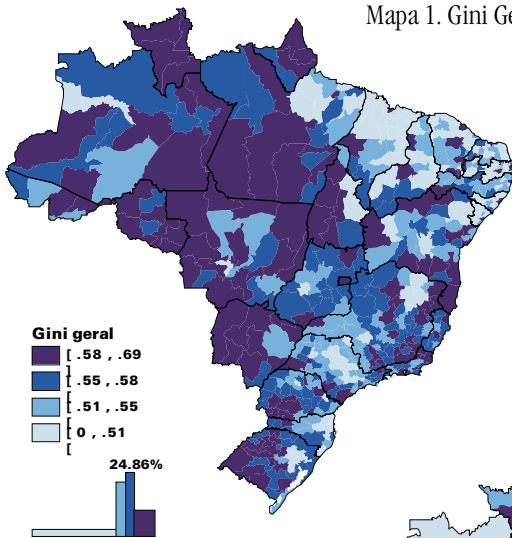 Mapa 1. Gini Ge
Gini geral
[ .58 , .69 ]
[ .55 , .58 [
[ .51 , .55 [
[ 0 , .51 [
24.86%